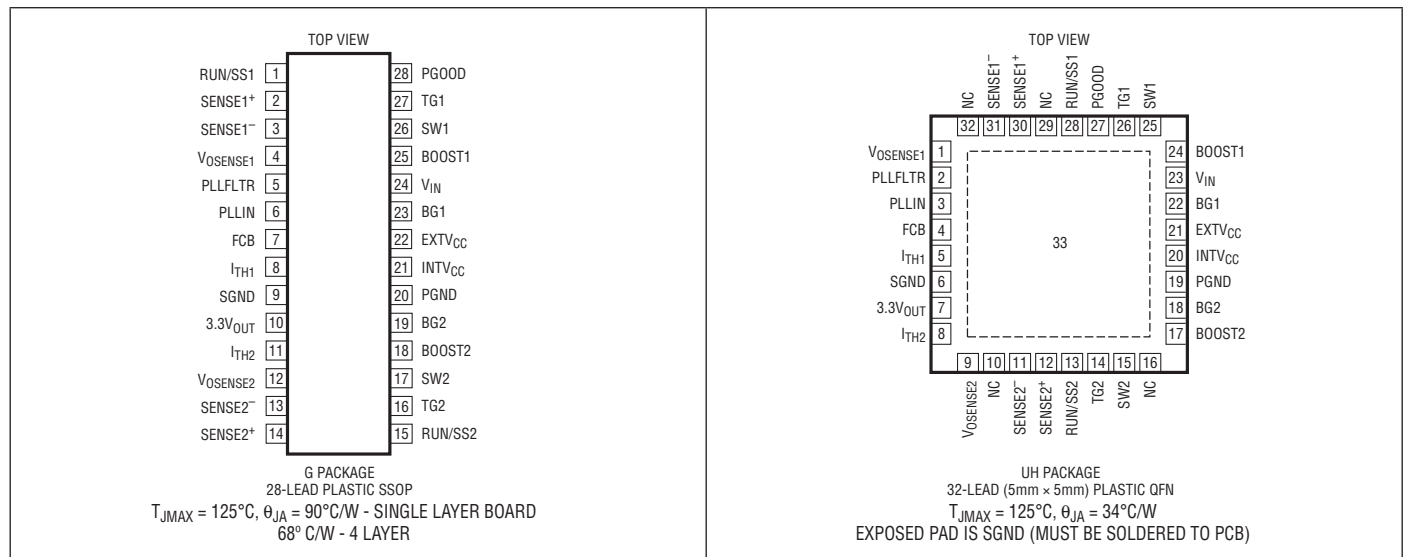 TOP VIEW
RUN/SS1 1
SENSE1+ 2
SENSE1– 3
VOSENSE1 4
PLLFLTR 5
PLLIN 6
FCB 7
ITH1 8
SGND 9
3.3VOUT 10
ITH2 11
VOSENSE2 12
SENSE2– 13
SENSE2+ 14
28 PGOOD
27 TG1
26 SW1
25 BOOST1
24 VIN
23 BG1
22 EXTVCC
21 INTVCC
20 PGND
19 BG2
18 BOOST2
17 SW2
16 TG2
15 RUN/SS2
G PACKAGE
28-LEAD PLASTIC SSOP
TJMAX = 125°C, θJA = 90°C/W - SINGLE LAYER BOARD
68º C/W - 4 LAYER
TOP VIEW
NC
SENSE1–
SENSE1+
NC
RUN/SS1
PGOOD
TG1
SW1
32 31 30 29 28 27 26 25
VOSENSE1 1
PLLFLTR 2
PLLIN 3
FCB 4
ITH1 5
SGND 6
3.3VOUT 7
ITH2 8
33
24 BOOST1
23 VIN
22 BG1
21 EXTVCC
20 INTVCC
19 PGND
18 BG2
17 BOOST2
9 10 11 12 13 14 15 16
VOSENSE2
NC
SENSE2–
SENSE2+
RUN/SS2
TG2
SW2
NC
UH PACKAGE
32-LEAD (5mm × 5mm) PLASTIC QFN
TJMAX = 125°C, θJA = 34°C/W
EXPOSED PAD IS SGND (MUST BE SOLDERED TO PCB)